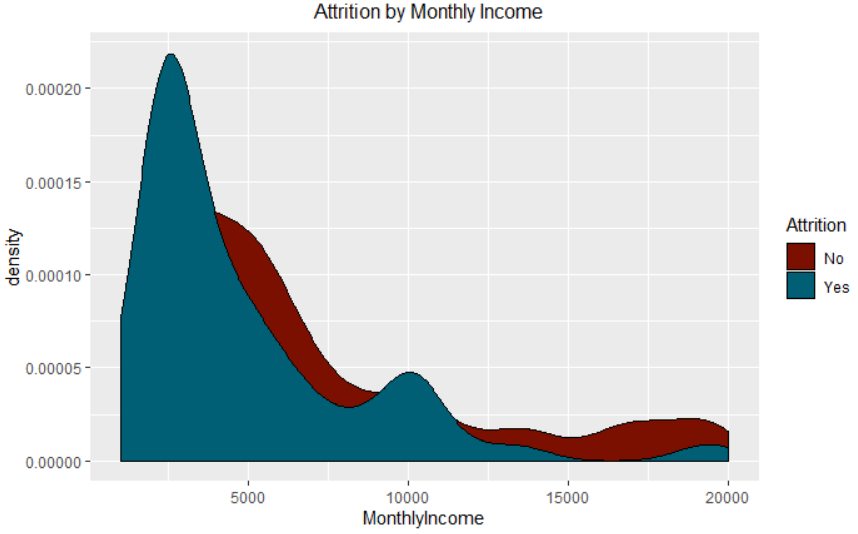 Attrition by Monthly Income
density
0.00020
0.00015
0.00010
0.00005
0.00000
5000
10000
15000
20000
MonthlyIncome
Attrition
No
Yes